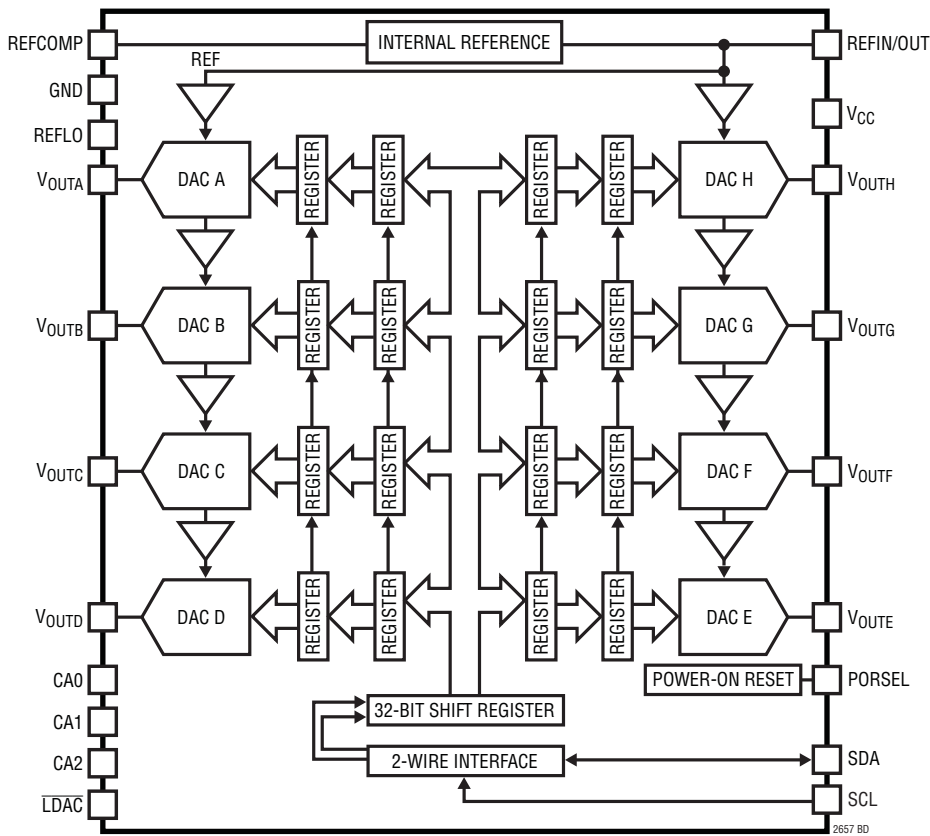 REFCOMP
INTERNAL REFERENCE
REFIN/OUT
REF
GND
VCC
REFLO
VOUTA
DAC A
REGISTER
REGISTER
REGISTER
REGISTER
DAC H
VOUTH
VOUTB
DAC B
REGISTER
REGISTER
REGISTER
REGISTER
DAC G
VOUTG
VOUTC
DAC C
REGISTER
REGISTER
REGISTER
REGISTER
DAC F
VOUTF
VOUTD
DAC D
REGISTER
REGISTER
REGISTER
REGISTER
DAC E
VOUTE
CA0
POWER-ON RESET
PORSEL
32-BIT SHIFT REGISTER
CA1
CA2
2-WIRE INTERFACE
SDA
LDAC
SCL
2657 BD